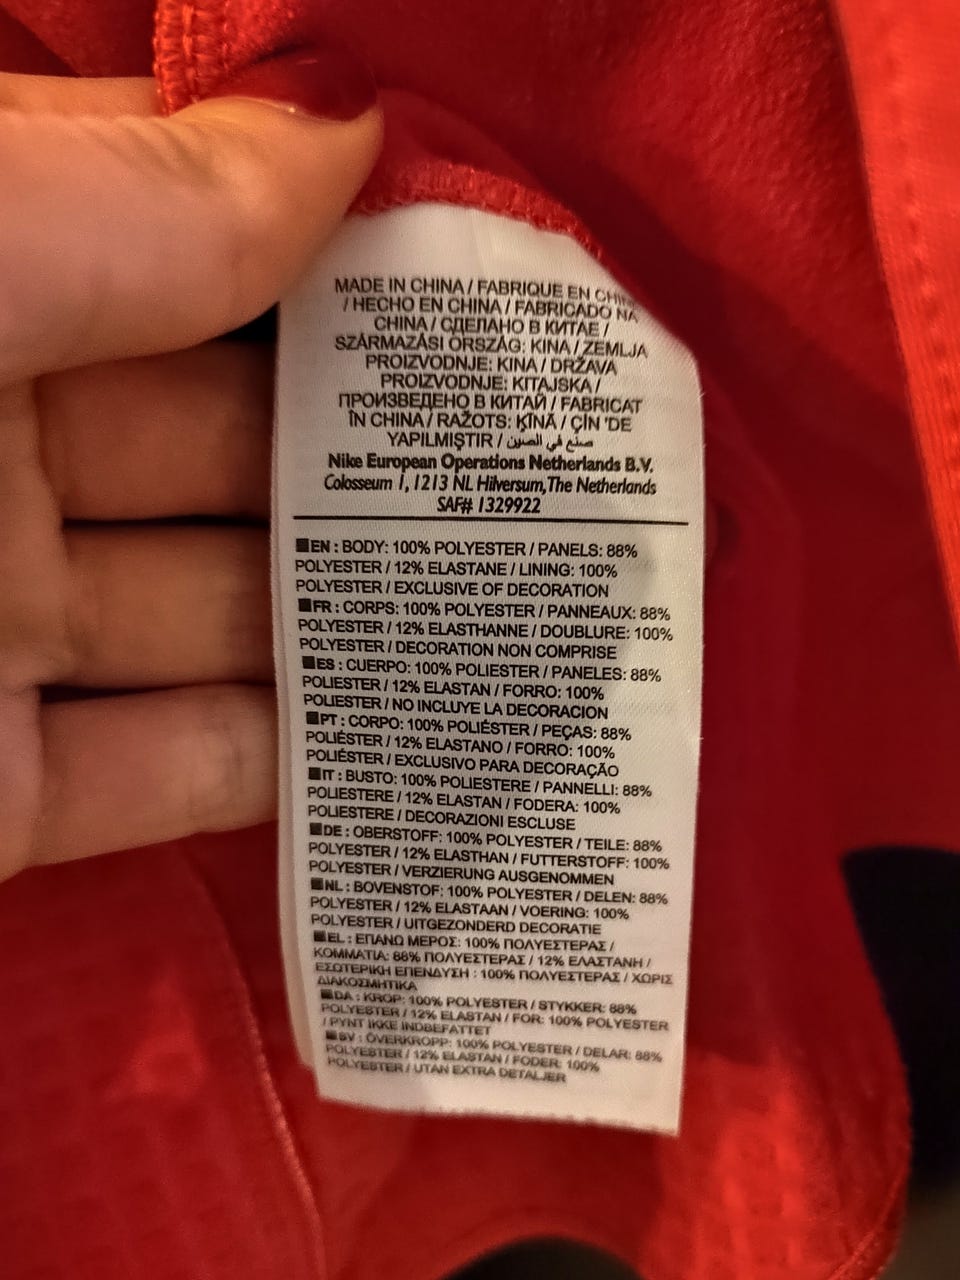 MADE IN CHINA / FABRIQUE EN CHINE
/ HECHO EN CHINA / FABRICADO NA
CHINA / СДЕЛАНО В КИТАЕ /
SZÁRMAZÁSI ORSZÁG: KINA / ZEMLJA
PROIZVODNJE: KINA / DRŽAVA
PROIZVODNJE: KITAJSKA /
ПРОИЗВЕДЕНО В КИТАЙ / FABRICAT
ÎN CHINA / RAŽOTS: ĶĪNĀ / ÇİN 'DE
YAPILMIŞTIR / صنع في الصين
Nike European Operations Netherlands B.V.
Colosseum 1, 1213 NL Hilversum, The Netherlands
SAF# 1329922
EN : BODY: 100% POLYESTER / PANELS: 88%
POLYESTER / 12% ELASTANE / LINING: 100%
POLYESTER / EXCLUSIVE OF DECORATION
FR : CORPS: 100% POLYESTER / PANNEAUX: 88%
POLYESTER / 12% ELASTHANNE / DOUBLURE: 100%
POLYESTER / DECORATION NON COMPRISE
ES : CUERPO: 100% POLIESTER / PANELES: 88%
POLIESTER / 12% ELASTAN / FORRO: 100%
POLIESTER / NO INCLUYE LA DECORACION
PT : CORPO: 100% POLIÉSTER / PEÇAS: 88%
POLIÉSTER / 12% ELASTANO / FORRO: 100%
POLIÉSTER / EXCLUSIVO PARA DECORAÇÃO
IT : BUSTO: 100% POLIESTERE / PANNELLI: 88%
POLIESTERE / 12% ELASTAN / FODERA: 100%
POLIESTERE / DECORAZIONI ESCLUSE
DE : OBERSTOFF: 100% POLYESTER / TEILE: 88%
POLYESTER / 12% ELASTHAN / FUTTERSTOFF: 100%
POLYESTER / VERZIERUNG AUSGENOMMEN
NL : BOVENSTOF: 100% POLYESTER / DELEN: 88%
POLYESTER / 12% ELASTAAN / VOERING: 100%
POLYESTER / UITGEZONDERD DECORATIE
EL : ΕΠΑΝΩ ΜΕΡΟΣ: 100% ΠΟΛΥΕΣΤΕΡΑΣ /
ΚΟΜΜΑΤΙΑ: 88% ΠΟΛΥΕΣΤΕΡΑΣ / 12% ΕΛΑΣΤΑΝΗ /
ΕΣΩΤΕΡΙΚΗ ΕΠΕΝΔΥΣΗ : 100% ΠΟΛΥΕΣΤΕΡΑΣ / ΧΩΡΙΣ
ΔΙΑΚΟΣΜΗΤΙΚΑ
DA : KROP: 100% POLYESTER / STYKKER: 88%
POLYESTER / 12% ELASTAN / FOR: 100% POLYESTER
/ PYNT IKKE INDBEFATTET
SV : ÖVERKROPP: 100% POLYESTER / DELAR: 88%
POLYESTER / 12% ELASTAN / FODER: 100%
POLYESTER / UTAN EXTRA DETALJER